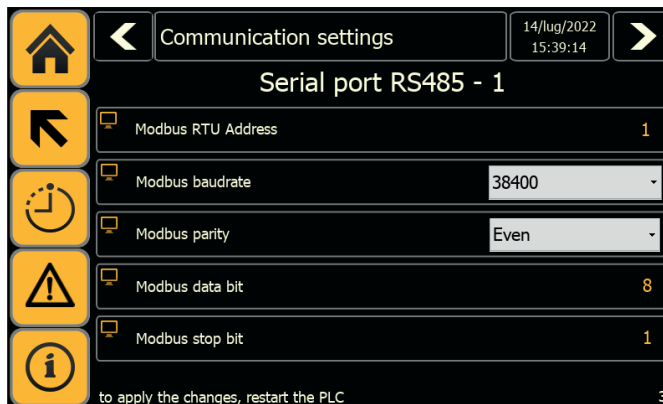 Communication settings
14/lug/2022
15:39:14
Serial port RS485 - 1
Modbus RTU Address 1
Modbus baudrate 38400
Modbus parity Even
Modbus data bit 8
Modbus stop bit 1
to apply the changes, restart the PLC